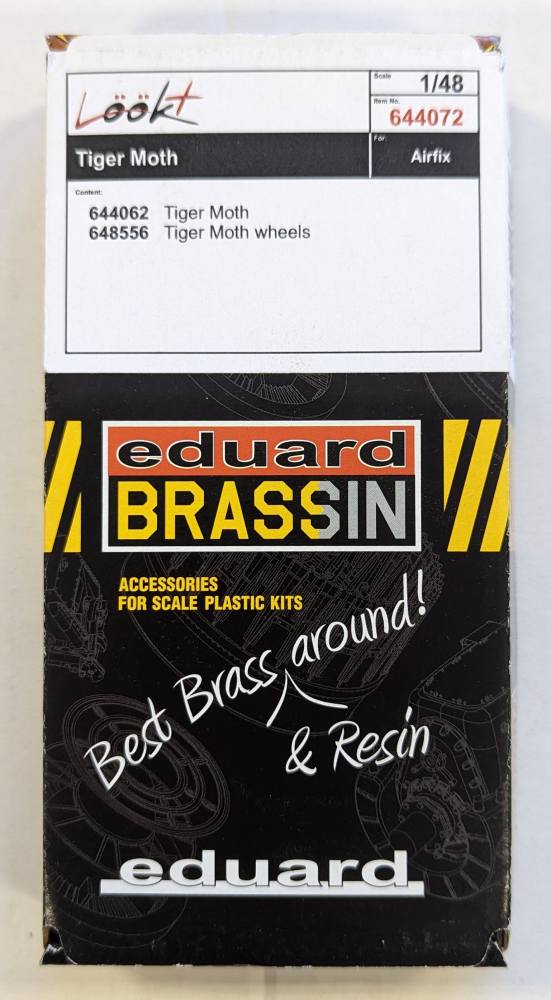 Löök+
Scale
1/48
Item No.
644072
Tiger Moth
For:
Airfix
Content:
644062 Tiger Moth
648556 Tiger Moth wheels
eduard
BRASSIN
ACCESSORIES
FOR SCALE PLASTIC KITS
Best Brass around!
& Resin
eduard